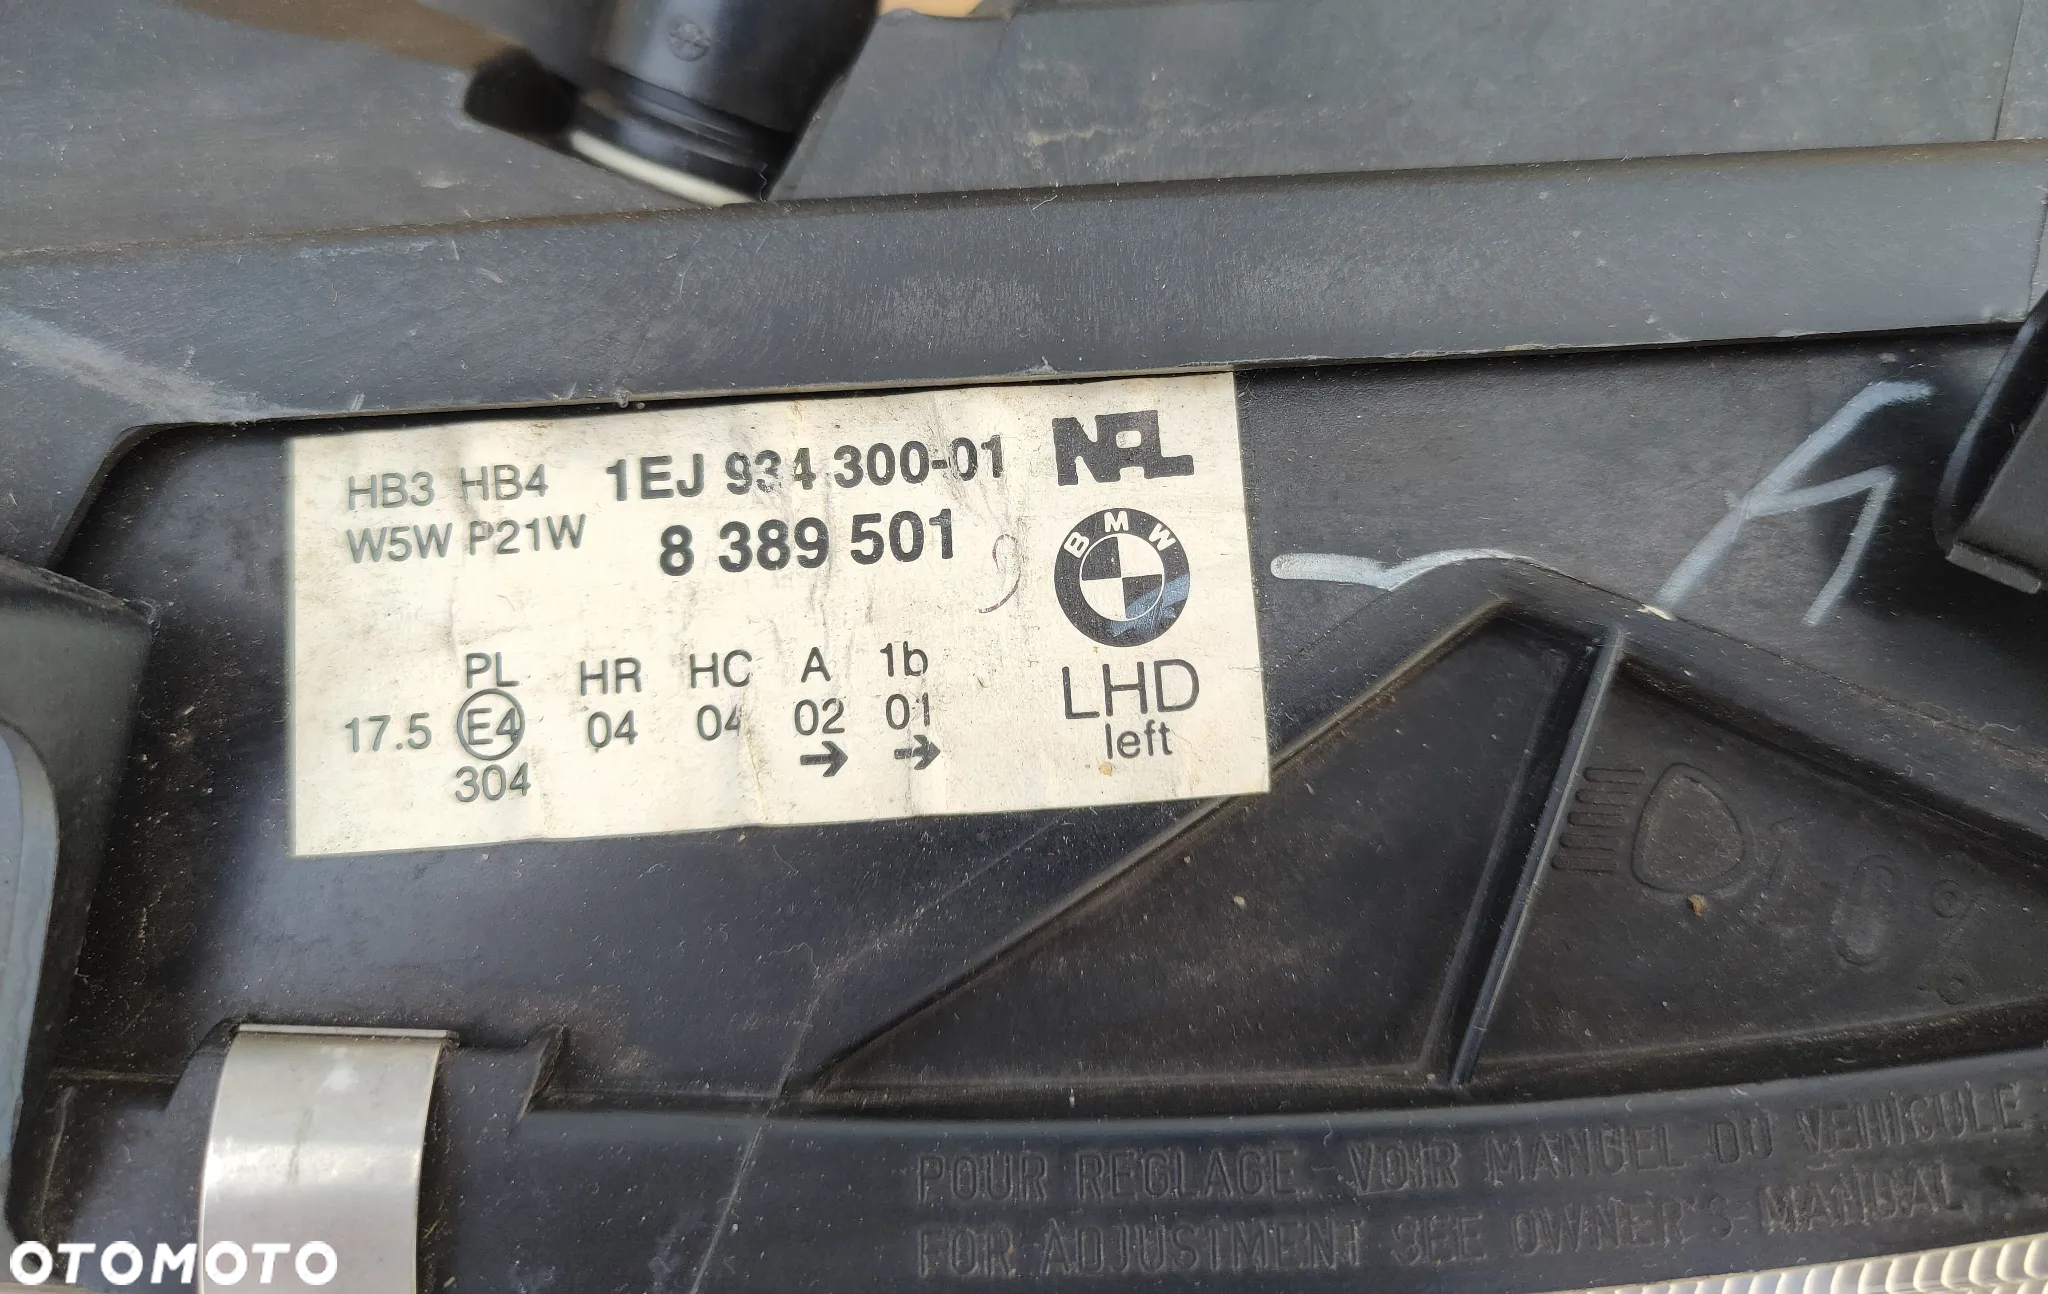 HB3 HB4 1EJ 934 300-01 NAL
W5W P21W 8 389 501
BMW
PL HR HC A 1b
17.5 E4 04 04 02 01
→ →
304
LHD
left
POUR REGLAGE - VOIR MANUEL DU VEHICULE
FOR ADJUSTMENT SEE OWNER'S MANUAL
OTOMOTO